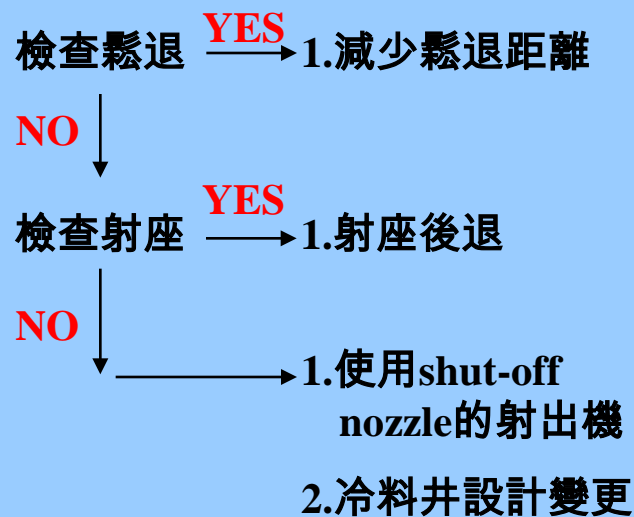 檢查鬆退
YES
1.減少鬆退距離
NO
檢查射座
YES
1.射座後退
NO
1.使用shut-off
nozzle的射出機
2.冷料井設計變更